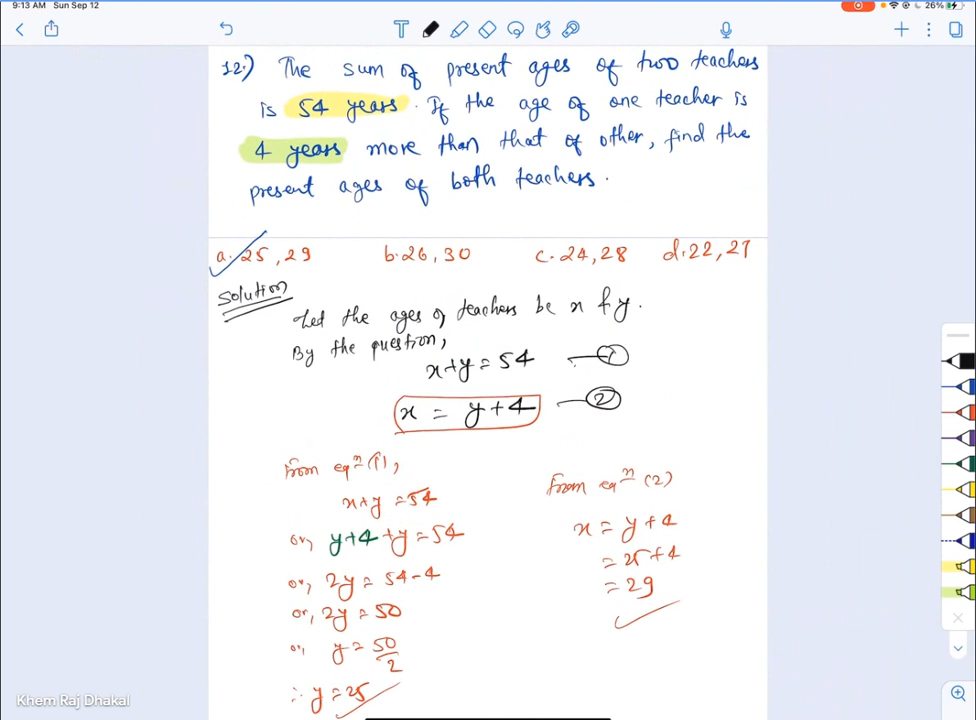 9:13 AM Sun Sep 12
26%
12.) The sum of present ages of two teachers
is 54 years. If the age of one teacher is
4 years more than that of other, find the
present ages of both teachers.
a. 25, 29 b. 26, 30 c. 24, 28 d. 22, 27
Solution
Let the ages of teachers be x & y.
By the question,
x+y = 54 — ①
x = y+4 — ②
From eqⁿ (1),
x+y = 54
or, y+4+y = 54
or, 2y = 54-4
or, 2y = 50
or, y = 50/2
∴ y = 25
From eqⁿ (2)
x = y+4
= 25+4
= 29
Khem Raj Dhakal